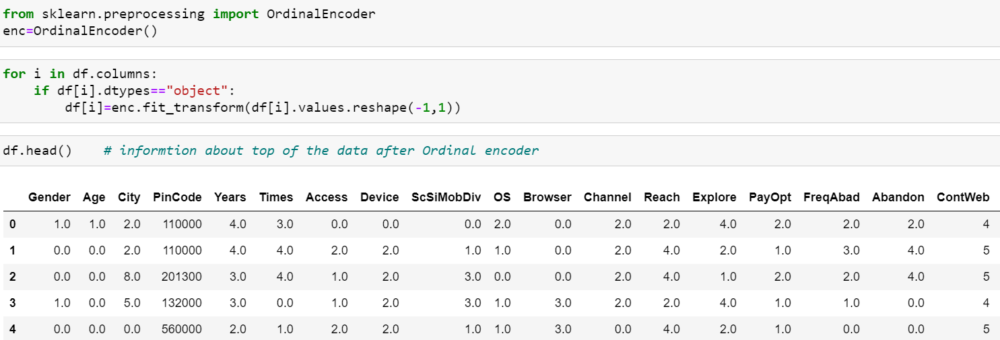 from sklearn.preprocessing import OrdinalEncoder
enc=OrdinalEncoder()
for i in df.columns:
    if df[i].dtypes=="object":
        df[i]=enc.fit_transform(df[i].values.reshape(-1,1))
df.head()    # informtion about top of the data after Ordinal encoder
Gender Age City PinCode Years Times Access Device ScSiMobDiv OS Browser Channel Reach Explore PayOpt FreqAbad Abandon ContWeb
0 1.0 1.0 2.0 110000 4.0 3.0 0.0 0.0 0.0 2.0 0.0 2.0 2.0 4.0 2.0 2.0 2.0 4
1 0.0 0.0 2.0 110000 4.0 4.0 2.0 2.0 1.0 1.0 0.0 2.0 4.0 2.0 1.0 3.0 4.0 5
2 0.0 0.0 8.0 201300 3.0 4.0 1.0 2.0 3.0 0.0 0.0 2.0 4.0 1.0 2.0 2.0 4.0 5
3 1.0 0.0 5.0 132000 3.0 0.0 1.0 2.0 3.0 1.0 3.0 2.0 2.0 4.0 1.0 1.0 0.0 4
4 0.0 0.0 0.0 560000 2.0 1.0 2.0 2.0 1.0 1.0 3.0 0.0 4.0 2.0 1.0 0.0 0.0 5